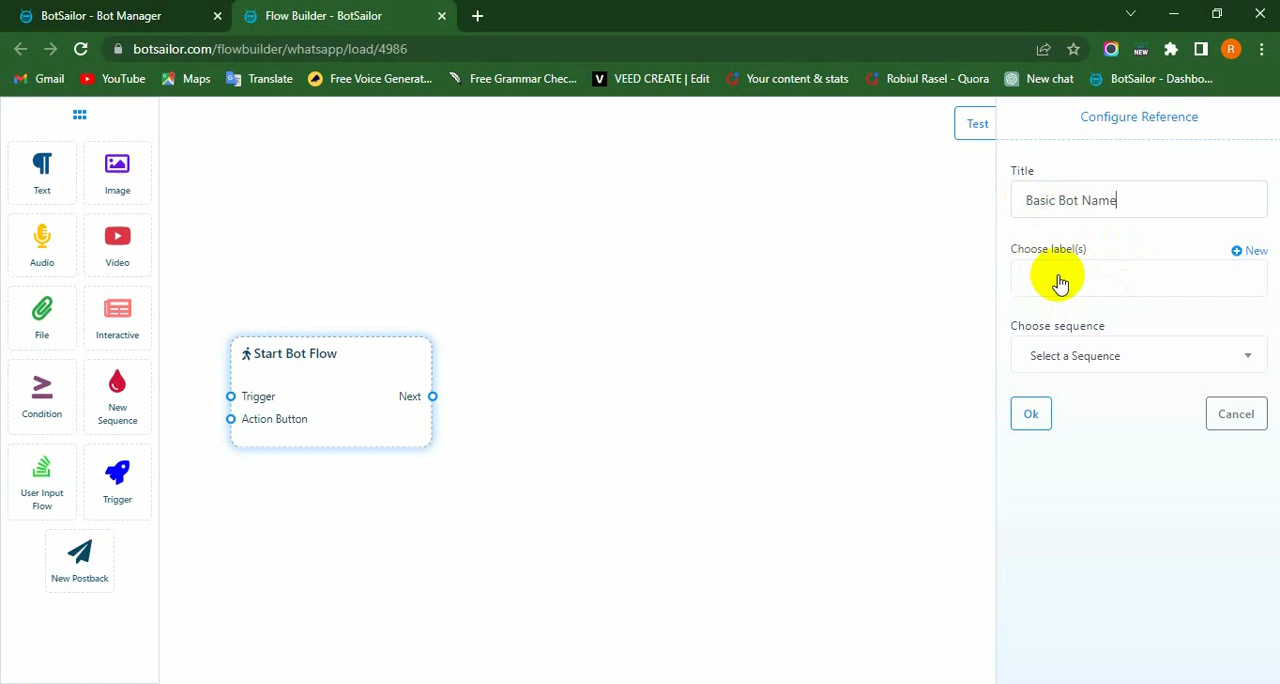 BotSailor - Bot Manager
Flow Builder - BotSailor
botsailor.com/flowbuilder/whatsapp/load/4986
NEW
R
Gmail
YouTube
Maps
Translate
Free Voice Generat...
Free Grammar Chec...
V VEED CREATE | Edit
Your content & stats
Robiul Rasel - Quora
New chat
BotSailor - Dashbo...
Text
Image
Audio
Video
File
Interactive
Condition
New
Sequence
User Input
Flow
Trigger
New Postback
Start Bot Flow
Trigger
Next
Action Button
Test
Configure Reference
Title
Basic Bot Name
Choose label(s)
New
Choose sequence
Select a Sequence
Ok
Cancel